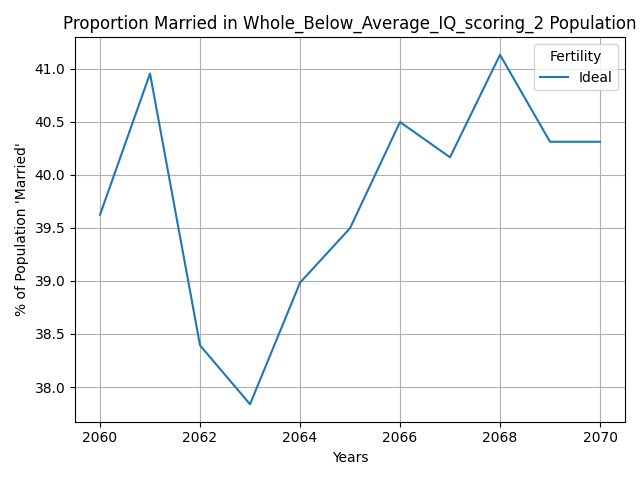 Proportion Married in Whole_Below_Average_IQ_scoring_2 Population
Fertility
Ideal
% of Population 'Married'
41.0
40.5
40.0
39.5
39.0
38.5
38.0
2060
2062
2064
2066
2068
2070
Years